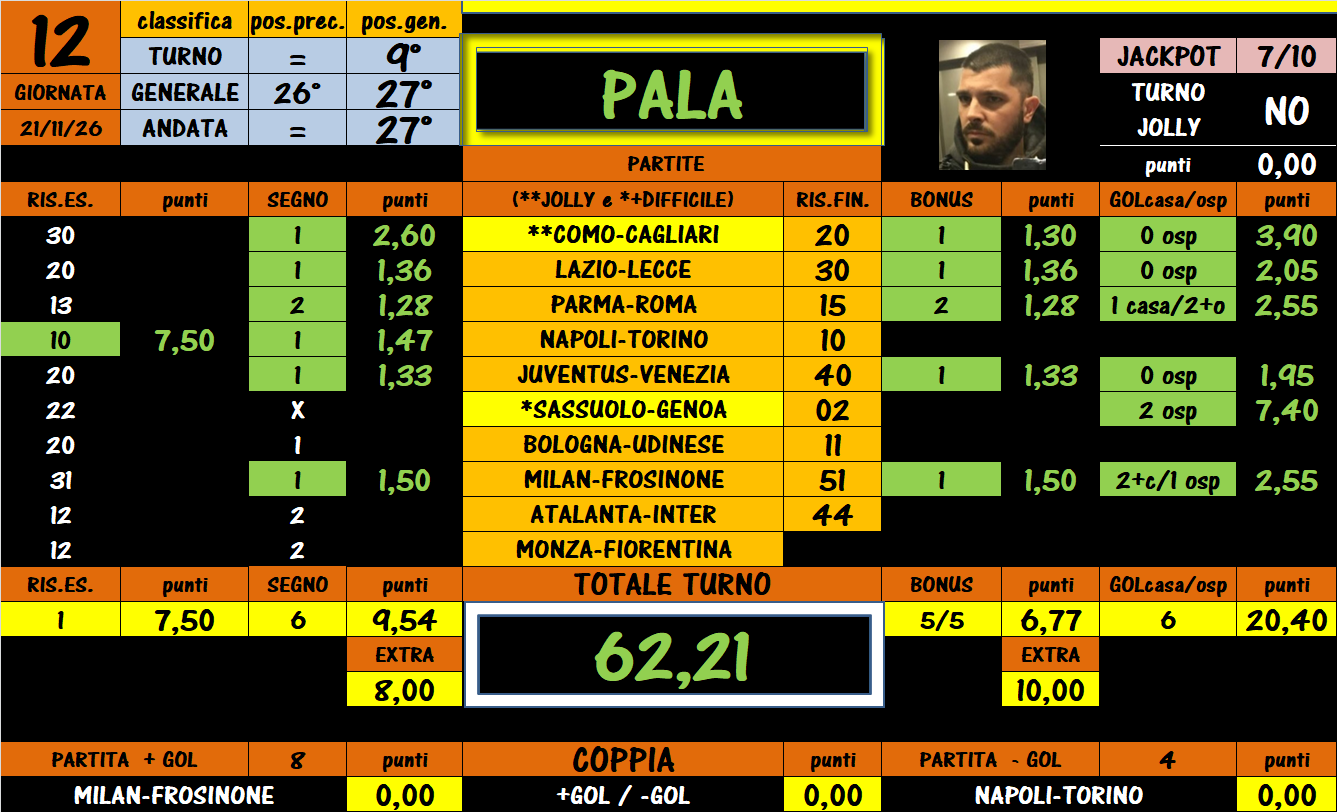 12 classifica pos.prec. pos.gen.
TURNO = 9°
GIORNATA GENERALE 26° 27°
21/11/26 ANDATA = 27°
PALA
JACKPOT 7/10
TURNO JOLLY NO
punti 0,00
PARTITE
RIS.ES. punti SEGNO punti (**JOLLY e *+DIFFICILE) RIS.FIN. BONUS punti GOLcasa/osp punti
30 1 2,60 **COMO-CAGLIARI 20 1 1,30 0 osp 3,90
20 1 1,36 LAZIO-LECCE 30 1 1,36 0 osp 2,05
13 2 1,28 PARMA-ROMA 15 2 1,28 1 casa/2+o 2,55
10 7,50 1 1,47 NAPOLI-TORINO 10
20 1 1,33 JUVENTUS-VENEZIA 40 1 1,33 0 osp 1,95
22 X *SASSUOLO-GENOA 02 2 osp 7,40
20 1 BOLOGNA-UDINESE 11
31 1 1,50 MILAN-FROSINONE 51 1 1,50 2+c/1 osp 2,55
12 2 ATALANTA-INTER 44
12 2 MONZA-FIORENTINA
RIS.ES. punti SEGNO punti TOTALE TURNO BONUS punti GOLcasa/osp punti
1 7,50 6 9,54 62,21 5/5 6,77 6 20,40
EXTRA EXTRA
8,00 10,00
PARTITA + GOL 8 punti COPPIA punti PARTITA - GOL 4 punti
MILAN-FROSINONE 0,00 +GOL / -GOL 0,00 NAPOLI-TORINO 0,00